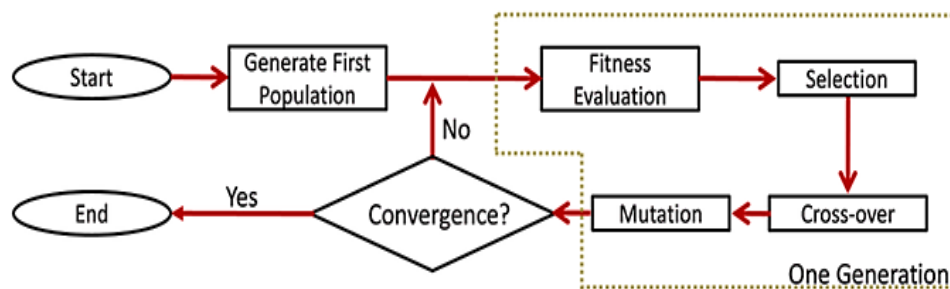 Start
Generate First
Population
Fitness
Evaluation
Selection
No
End
Yes
Convergence?
Mutation
Cross-over
One Generation